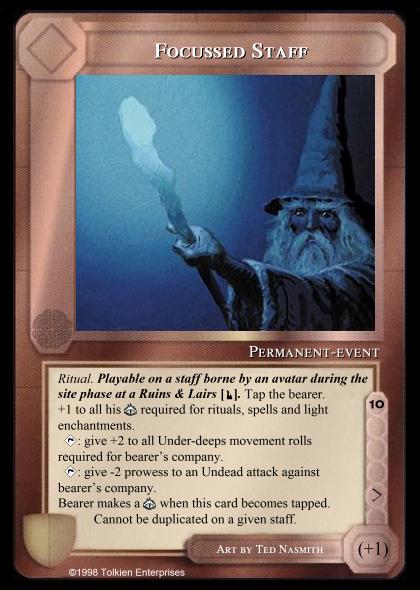 Focussed Staff
Permanent-event
Ritual. Playable on a staff borne by an avatar during the
site phase at a Ruins & Lairs []. Tap the bearer.
+1 to all his required for rituals, spells and light
enchantments.
: give +2 to all Under-deeps movement rolls
required for bearer's company.
: give -2 prowess to an Undead attack against
bearer's company.
Bearer makes a when this card becomes tapped.
Cannot be duplicated on a given staff.
10
Art by Ted Nasmith
(+1)
©1998 Tolkien Enterprises